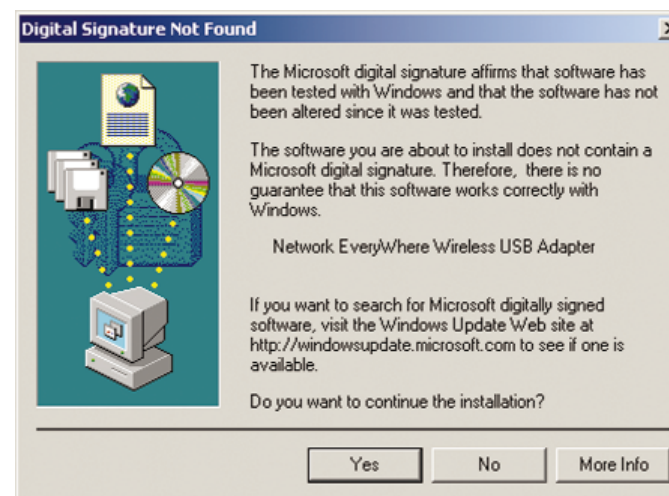 Digital Signature Not Found
The Microsoft digital signature affirms that software has
been tested with Windows and that the software has not
been altered since it was tested.
The software you are about to install does not contain a
Microsoft digital signature. Therefore, there is no
guarantee that this software works correctly with
Windows.
Network EveryWhere Wireless USB Adapter
If you want to search for Microsoft digitally signed
software, visit the Windows Update Web site at
http://windowsupdate.microsoft.com to see if one is
available.
Do you want to continue the installation?
Yes No More Info